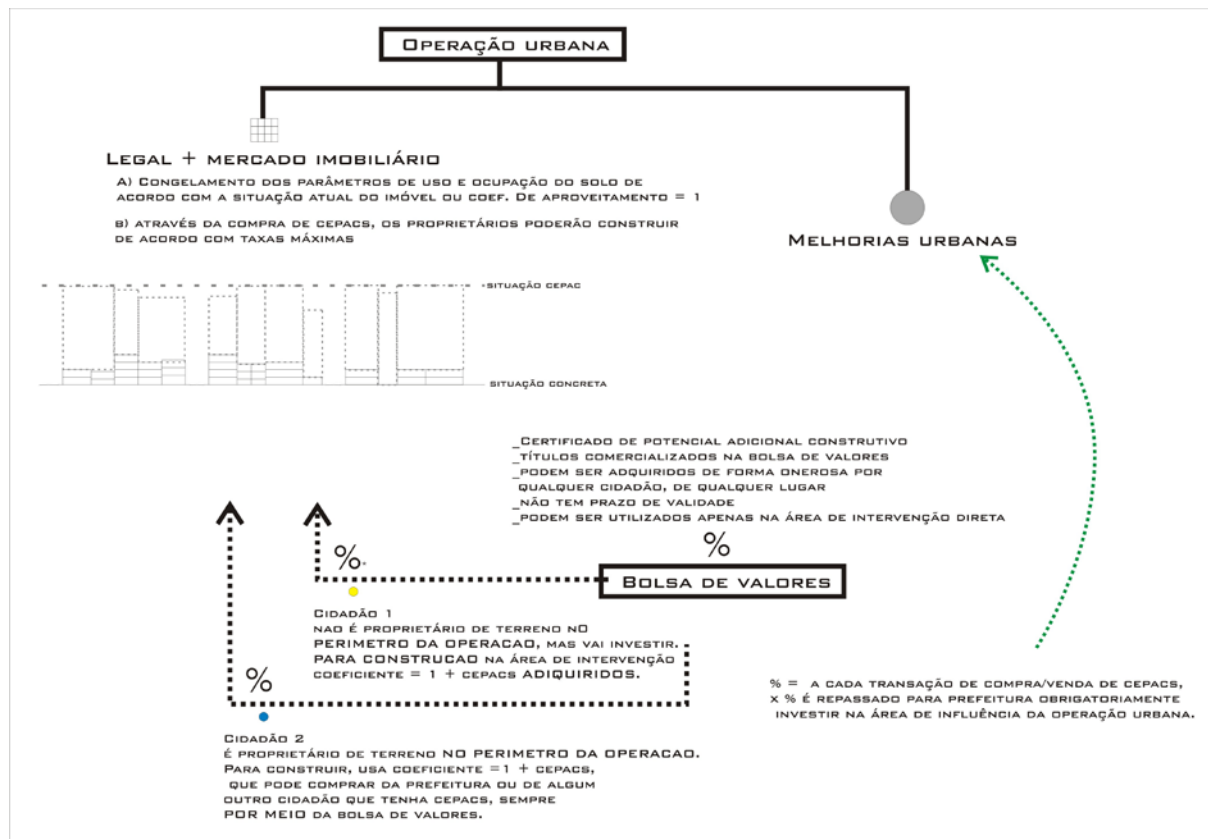 OPERAÇÃO URBANA
LEGAL + MERCADO IMOBILIÁRIO
A) CONGELAMENTO DOS PARÂMETROS DE USO E OCUPAÇÃO DO SOLO DE
ACORDO COM A SITUAÇÃO ATUAL DO IMÓVEL OU COEF. DE APROVEITAMENTO = 1
B) ATRAVÉS DA COMPRA DE CEPACS, OS PROPRIETÁRIOS PODERÃO CONSTRUIR
DE ACORDO COM TAXAS MÁXIMAS
MELHORIAS URBANAS
SITUAÇÃO CEPAC
SITUAÇÃO CONCRETA
_CERTIFICADO DE POTENCIAL ADICIONAL CONSTRUTIVO
_TÍTULOS COMERCIALIZADOS NA BOLSA DE VALORES
_PODEM SER ADQUIRIDOS DE FORMA ONEROSA POR
QUALQUER CIDADÃO, DE QUALQUER LUGAR
_NÃO TEM PRAZO DE VALIDADE
_PODEM SER UTILIZADOS APENAS NA ÁREA DE INTERVENÇÃO DIRETA
%
BOLSA DE VALORES
%
CIDADÃO 1
NAO É PROPRIETÁRIO DE TERRENO NO
PERIMETRO DA OPERACAO, MAS VAI INVESTIR.
PARA CONSTRUCAO NA ÁREA DE INTERVENÇÃO
COEFICIENTE = 1 + CEPACS ADIQUIRIDOS.
%
CIDADÃO 2
É PROPRIETÁRIO DE TERRENO NO PERIMETRO DA OPERACAO.
PARA CONSTRUIR, USA COEFICIENTE =1 + CEPACS,
QUE PODE COMPRAR DA PREFEITURA OU DE ALGUM
OUTRO CIDADÃO QUE TENHA CEPACS, SEMPRE
POR MEIO DA BOLSA DE VALORES.
% = A CADA TRANSAÇÃO DE COMPRA/VENDA DE CEPACS,
X % É REPASSADO PARA PREFEITURA OBRIGATORIAMENTE
INVESTIR NA ÁREA DE INFLUÊNCIA DA OPERAÇÃO URBANA.